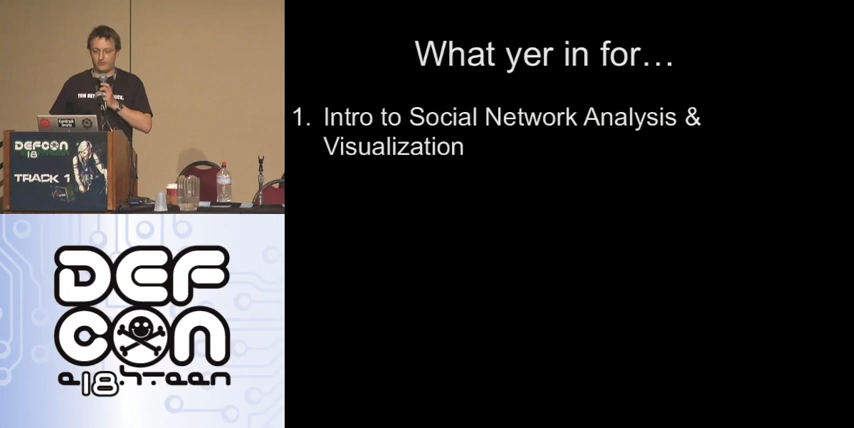 What yer in for…
1. Intro to Social Network Analysis &
Visualization
DEFCON
18
TRACK 1
DEF
CON
e18hteen